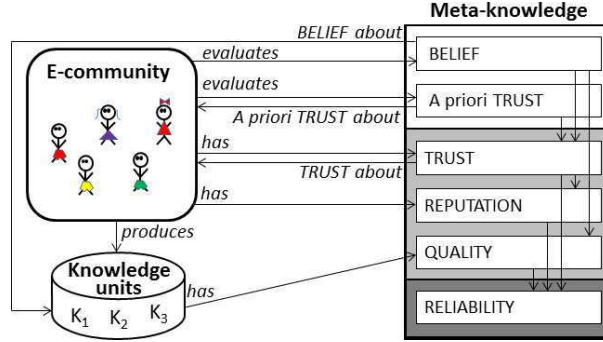 Meta-knowledge
BELIEF about
evaluates
BELIEF
E-community
evaluates
A priori TRUST
A priori TRUST about
has
TRUST
TRUST about
has
REPUTATION
produces
QUALITY
Knowledge
units
has
K1 K2 K3
RELIABILITY